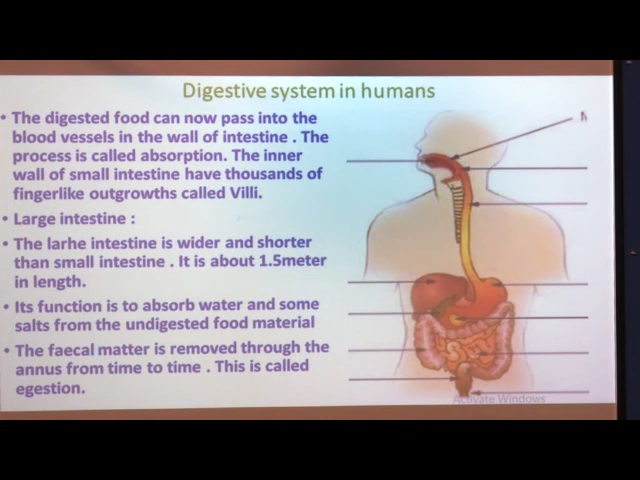 Digestive system in humans
• The digested food can now pass into the
blood vessels in the wall of intestine . The
process is called absorption. The inner
wall of small intestine have thousands of
fingerlike outgrowths called Villi.
• Large intestine :
• The larhe intestine is wider and shorter
than small intestine . It is about 1.5meter
in length.
• Its function is to absorb water and some
salts from the undigested food material
• The faecal matter is removed through the
annus from time to time . This is called
egestion.
Activate Windows